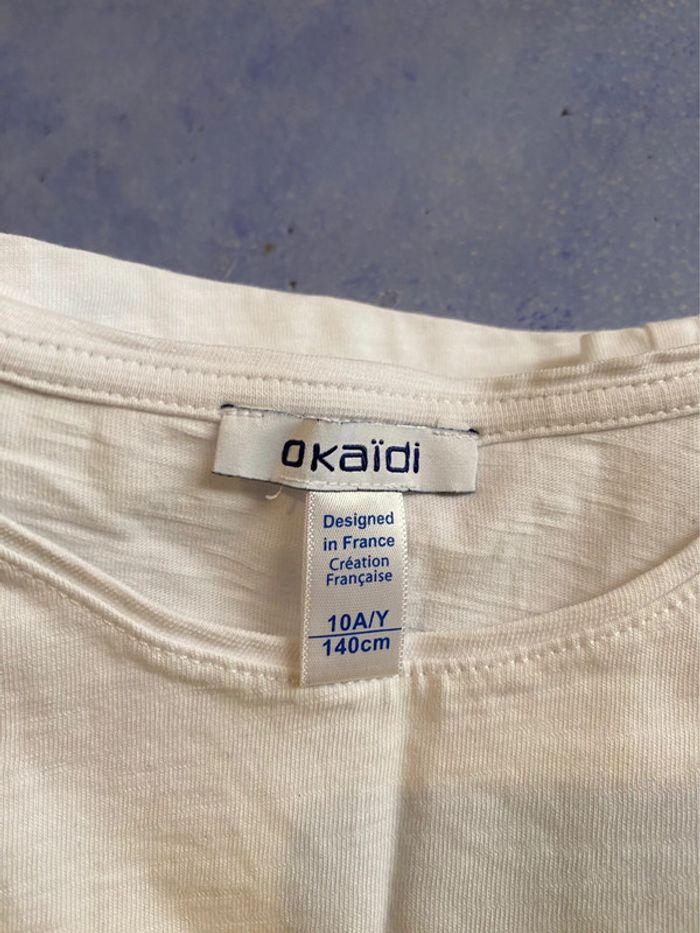 Okaïdi
Designed
in France
Création
Française
10A/Y
140cm